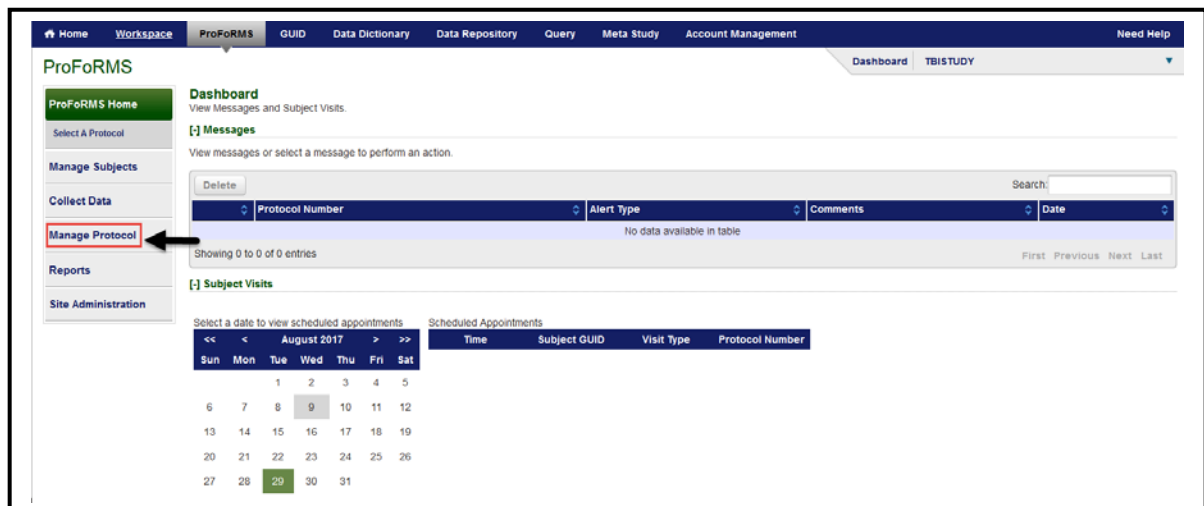 Home Workspace ProFoRMS GUID Data Dictionary Data Repository Query Meta Study Account Management Need Help
ProFoRMS
Dashboard TBISTUDY
ProFoRMS Home
Select A Protocol
Manage Subjects
Collect Data
Manage Protocol
Reports
Site Administration
Dashboard
View Messages and Subject Visits.
[-] Messages
View messages or select a message to perform an action.
Delete Search:
Protocol Number Alert Type Comments Date
No data available in table
Showing 0 to 0 of 0 entries First Previous Next Last
[-] Subject Visits
Select a date to view scheduled appointments
<< < August 2017 > >>
Sun Mon Tue Wed Thu Fri Sat
1 2 3 4 5
6 7 8 9 10 11 12
13 14 15 16 17 18 19
20 21 22 23 24 25 26
27 28 29 30 31
Scheduled Appointments
Time Subject GUID Visit Type Protocol Number